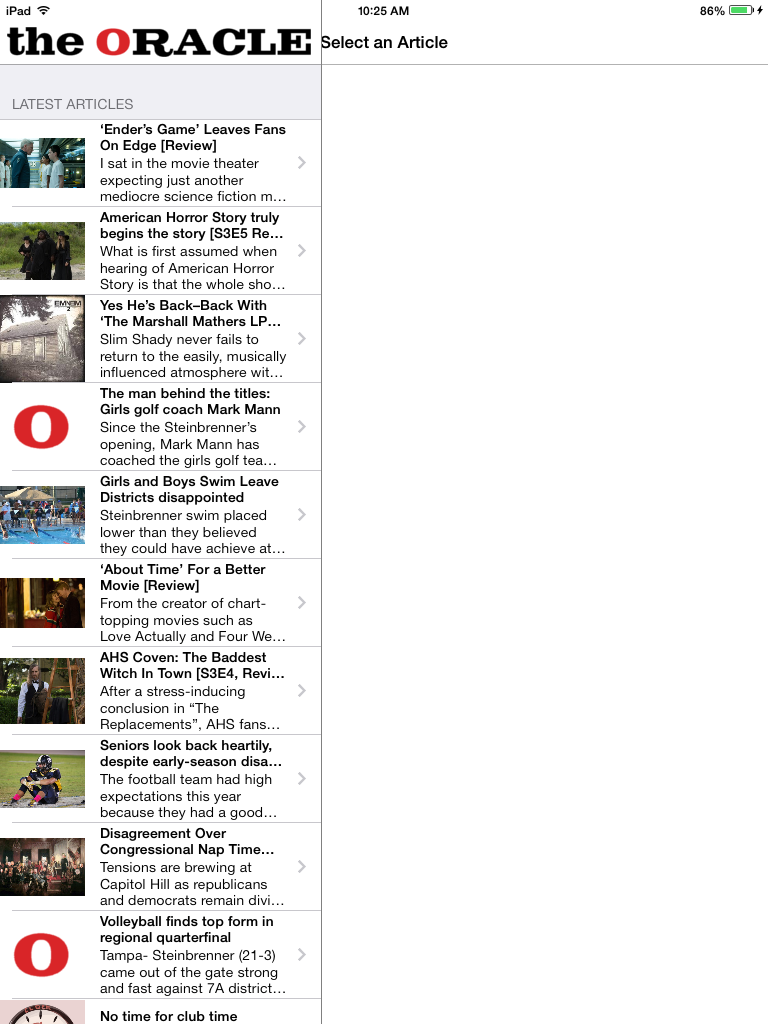 iPad 10:25 AM 86%
the ORACLE
Select an Article
LATEST ARTICLES
‘Ender’s Game’ Leaves Fans
On Edge [Review]
I sat in the movie theater
expecting just another
mediocre science fiction m…
American Horror Story truly
begins the story [S3E5 Re…
What is first assumed when
hearing of American Horror
Story is that the whole sho…
EMINEM
2
Yes He’s Back–Back With
‘The Marshall Mathers LP…
Slim Shady never fails to
return to the easily, musically
influenced atmosphere wit…
O
The man behind the titles:
Girls golf coach Mark Mann
Since the Steinbrenner’s
opening, Mark Mann has
coached the girls golf tea…
Girls and Boys Swim Leave
Districts disappointed
Steinbrenner swim placed
lower than they believed
they could have achieve at…
‘About Time’ For a Better
Movie [Review]
From the creator of chart-
topping movies such as
Love Actually and Four We…
AHS Coven: The Baddest
Witch In Town [S3E4, Revi…
After a stress-inducing
conclusion in “The
Replacements”, AHS fans…
Seniors look back heartily,
despite early-season disa…
The football team had high
expectations this year
because they had a good…
Disagreement Over
Congressional Nap Time…
Tensions are brewing at
Capitol Hill as republicans
and democrats remain divi…
O
Volleyball finds top form in
regional quarterfinal
Tampa- Steinbrenner (21-3)
came out of the gate strong
and fast against 7A district…
No time for club time